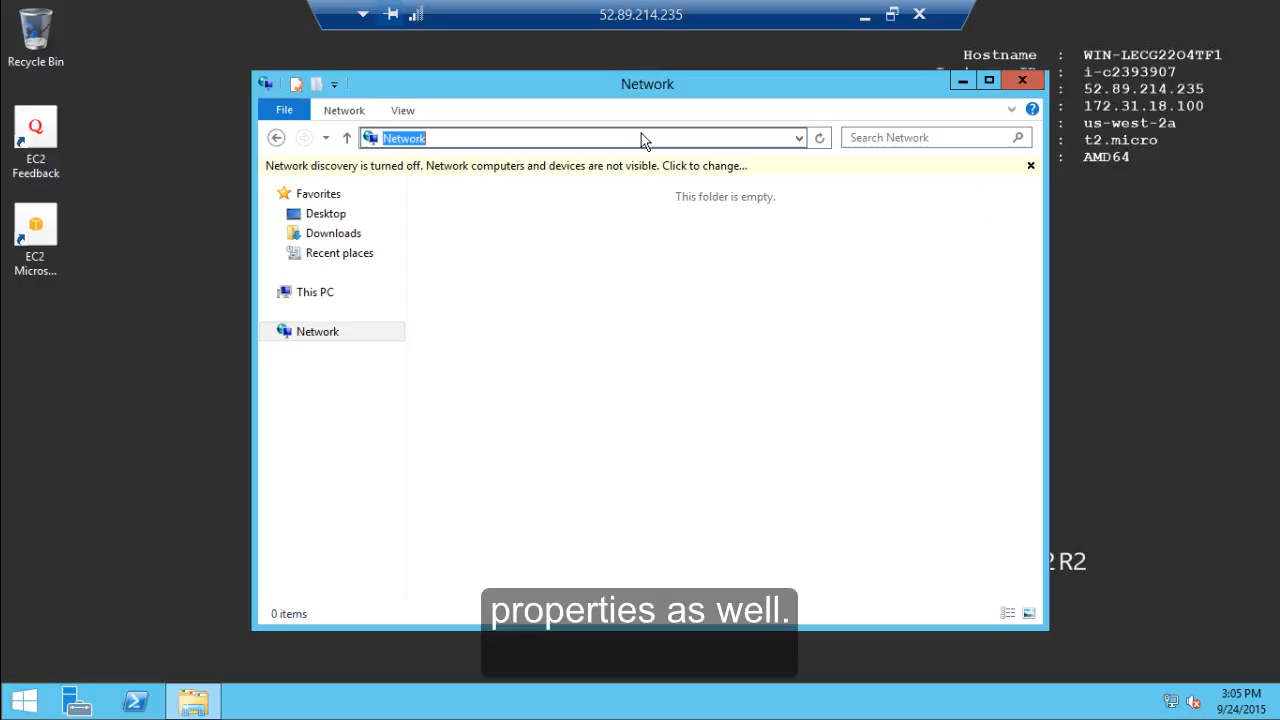 52.89.214.235
Recycle Bin
Hostname : WIN-LECG22O4TF1
: i-c2393907
: 52.89.214.235
: 172.31.18.100
: us-west-2a
: t2.micro
: AMD64
Network
File Network View
Network
Search Network
Network discovery is turned off. Network computers and devices are not visible. Click to change...
EC2
Feedback
EC2
Micros...
Favorites
Desktop
Downloads
Recent places
This PC
Network
This folder is empty.
2 R2
0 items
properties as well.
3:05 PM
9/24/2015